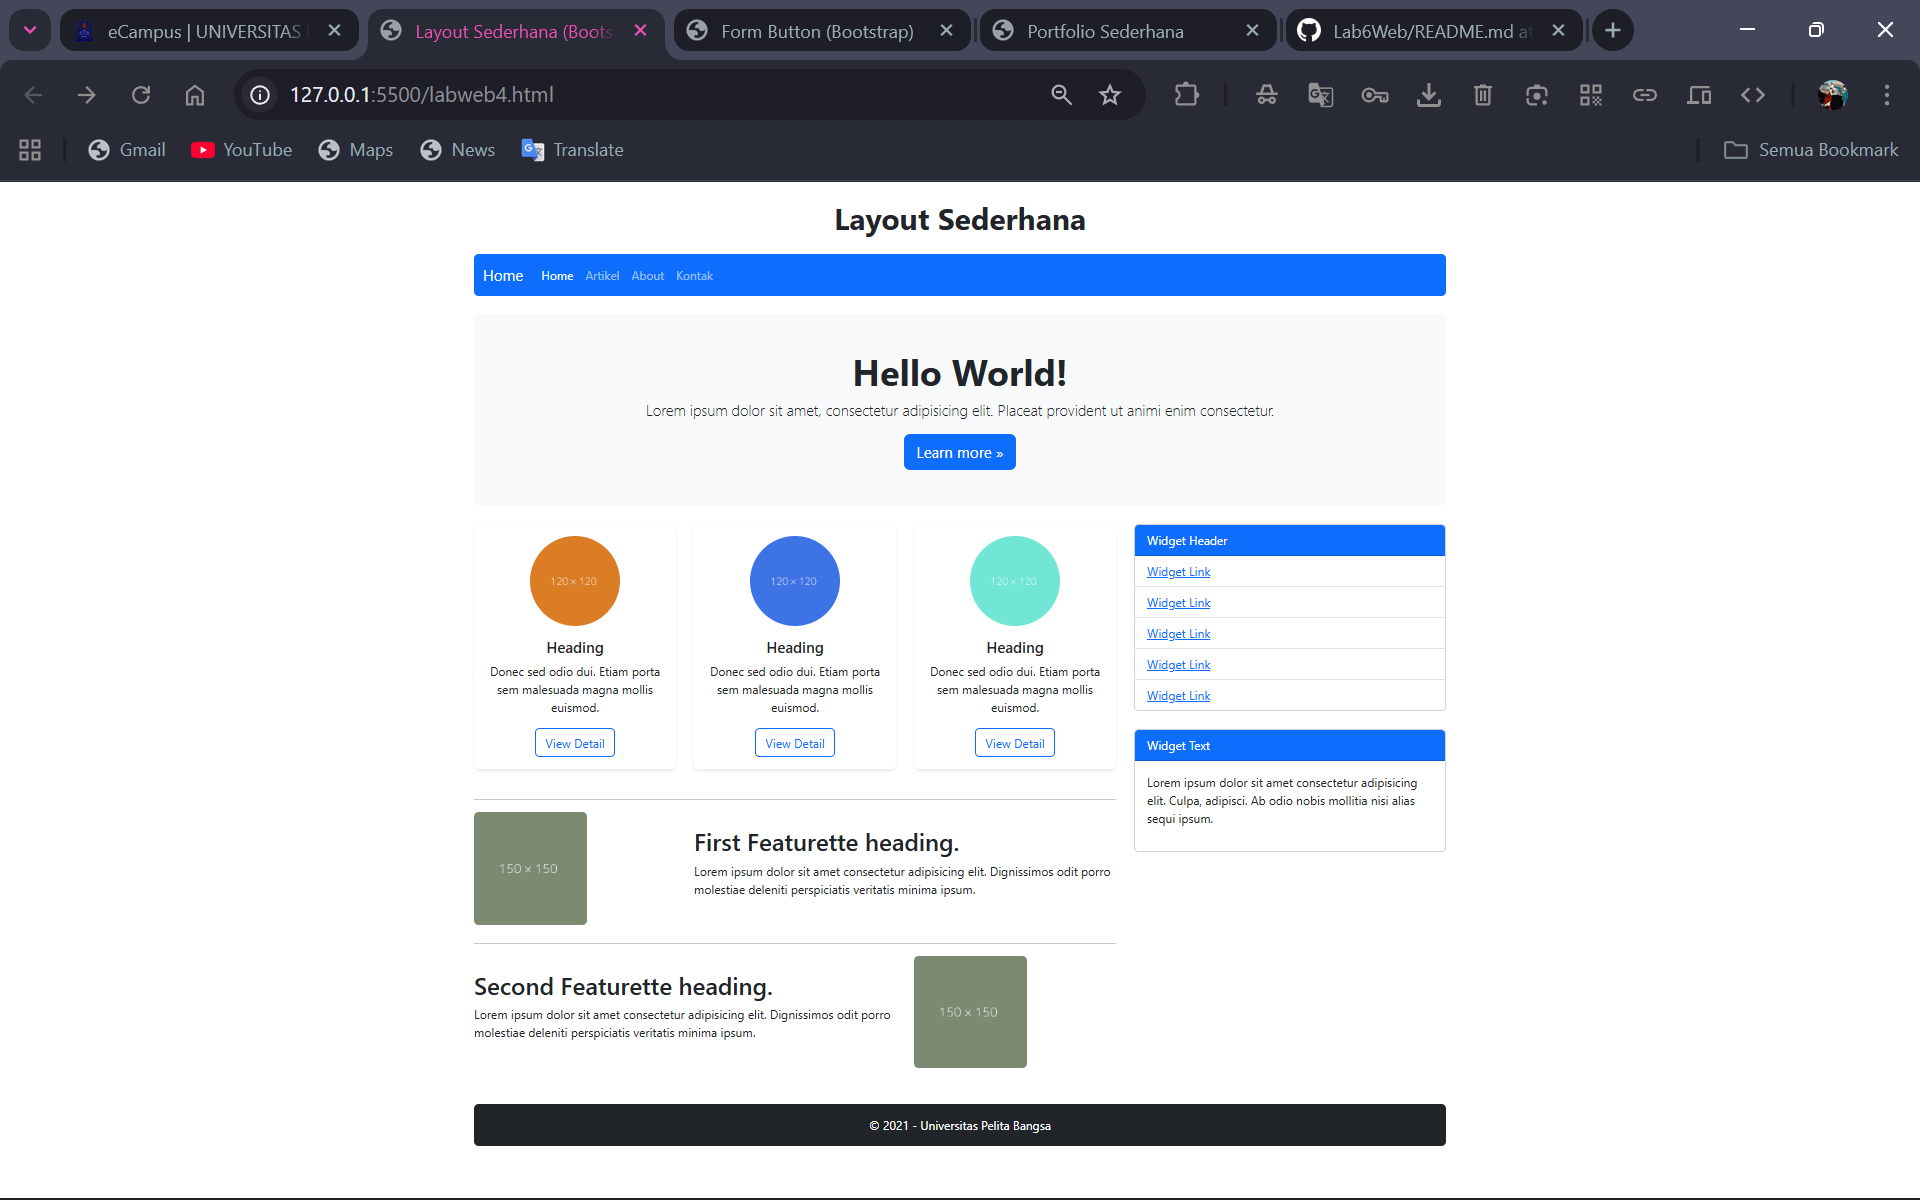 eCampus | UNIVERSITAS
Layout Sederhana (Boots
Form Button (Bootstrap)
Portfolio Sederhana
Lab6Web/README.md at
127.0.0.1:5500/labweb4.html
Gmail
YouTube
Maps
News
Translate
Semua Bookmark
Layout Sederhana
Home
Home
Artikel
About
Kontak
Hello World!
Lorem ipsum dolor sit amet, consectetur adipisicing elit. Placeat provident ut animi enim consectetur.
Learn more »
120 × 120
Heading
Donec sed odio dui. Etiam porta
sem malesuada magna mollis
euismod.
View Detail
120 × 120
Heading
Donec sed odio dui. Etiam porta
sem malesuada magna mollis
euismod.
View Detail
120 × 120
Heading
Donec sed odio dui. Etiam porta
sem malesuada magna mollis
euismod.
View Detail
Widget Header
Widget Link
Widget Link
Widget Link
Widget Link
Widget Link
Widget Text
Lorem ipsum dolor sit amet consectetur adipisicing
elit. Culpa, adipisci. Ab odio nobis mollitia nisi alias
sequi ipsum.
150 × 150
First Featurette heading.
Lorem ipsum dolor sit amet consectetur adipisicing elit. Dignissimos odit porro
molestiae deleniti perspiciatis veritatis minima ipsum.
Second Featurette heading.
Lorem ipsum dolor sit amet consectetur adipisicing elit. Dignissimos odit porro
molestiae deleniti perspiciatis veritatis minima ipsum.
150 × 150
© 2021 - Universitas Pelita Bangsa